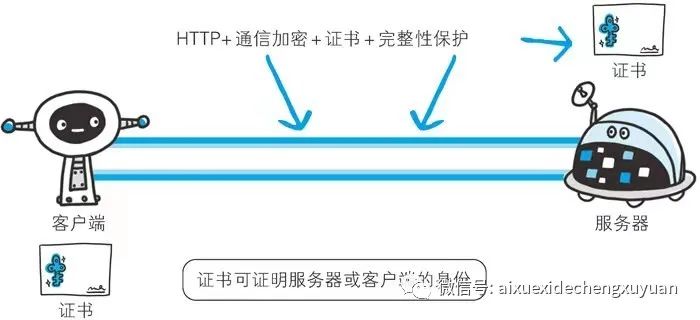 HTTP+通信加密+证书+完整性保护
证书
客户端
服务器
证书
证书可证明服务器或客户端的身份
微信号: aixuexidechengxuyuan